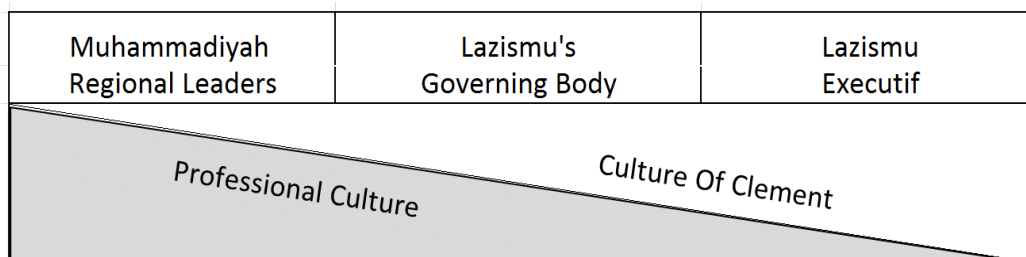 Muhammadiyah
Regional Leaders
Lazismu's
Governing Body
Lazismu
Executif
Professional Culture
Culture Of Clement